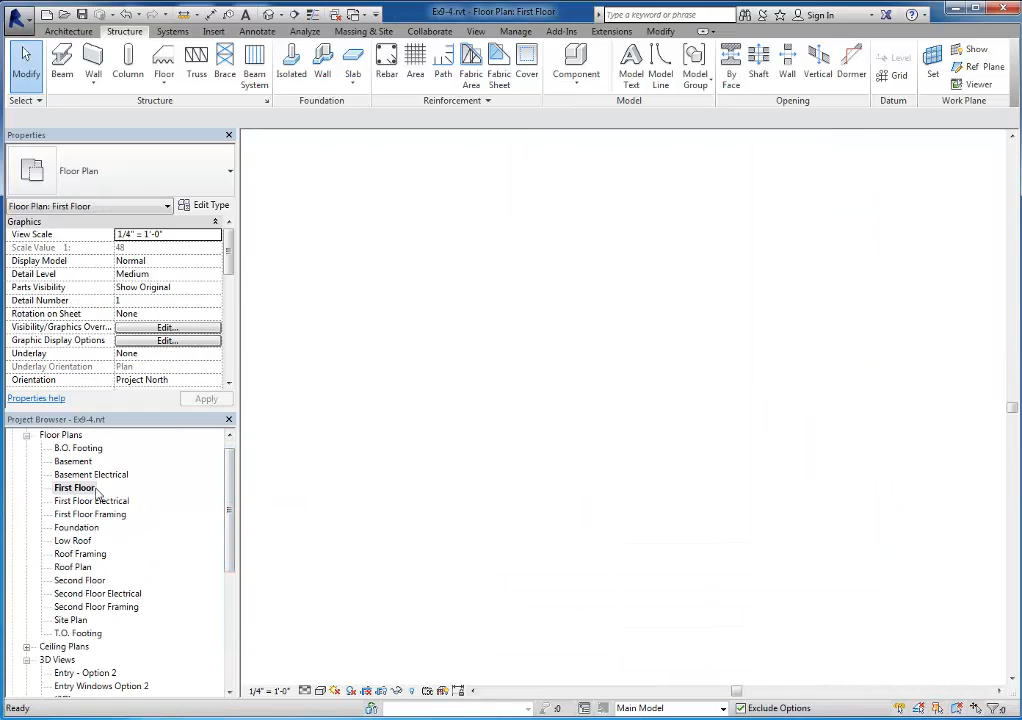 Ex9-4.rvt - Floor Plan: First Floor
Type a keyword or phrase
Sign In
Architecture Structure Systems Insert Annotate Analyze Massing & Site Collaborate View Manage Add-Ins Extensions Modify
Modify Beam Wall Column Floor Truss Brace Beam System Isolated Wall Slab Rebar Area Path Fabric Area Fabric Sheet Cover Component Model Text Model Line Model Group By Face Shaft Wall Vertical Dormer Level Grid Set Show Ref Plane Viewer
Select Structure Foundation Reinforcement Model Opening Datum Work Plane
Properties
Floor Plan
Floor Plan: First Floor Edit Type
Graphics
View Scale 1/4" = 1'-0"
Scale Value 1: 48
Display Model Normal
Detail Level Medium
Parts Visibility Show Original
Detail Number 1
Rotation on Sheet None
Visibility/Graphics Overr... Edit...
Graphic Display Options Edit...
Underlay None
Underlay Orientation Plan
Orientation Project North
Properties help Apply
Project Browser - Ex9-4.rvt
Floor Plans
B.O. Footing
Basement
Basement Electrical
First Floor
First Floor Electrical
First Floor Framing
Foundation
Low Roof
Roof Framing
Roof Plan
Second Floor
Second Floor Electrical
Second Floor Framing
Site Plan
T.O. Footing
Ceiling Plans
3D Views
Entry - Option 2
Entry Windows Option 2
1/4" = 1'-0"
Ready :0 Main Model Exclude Options :0